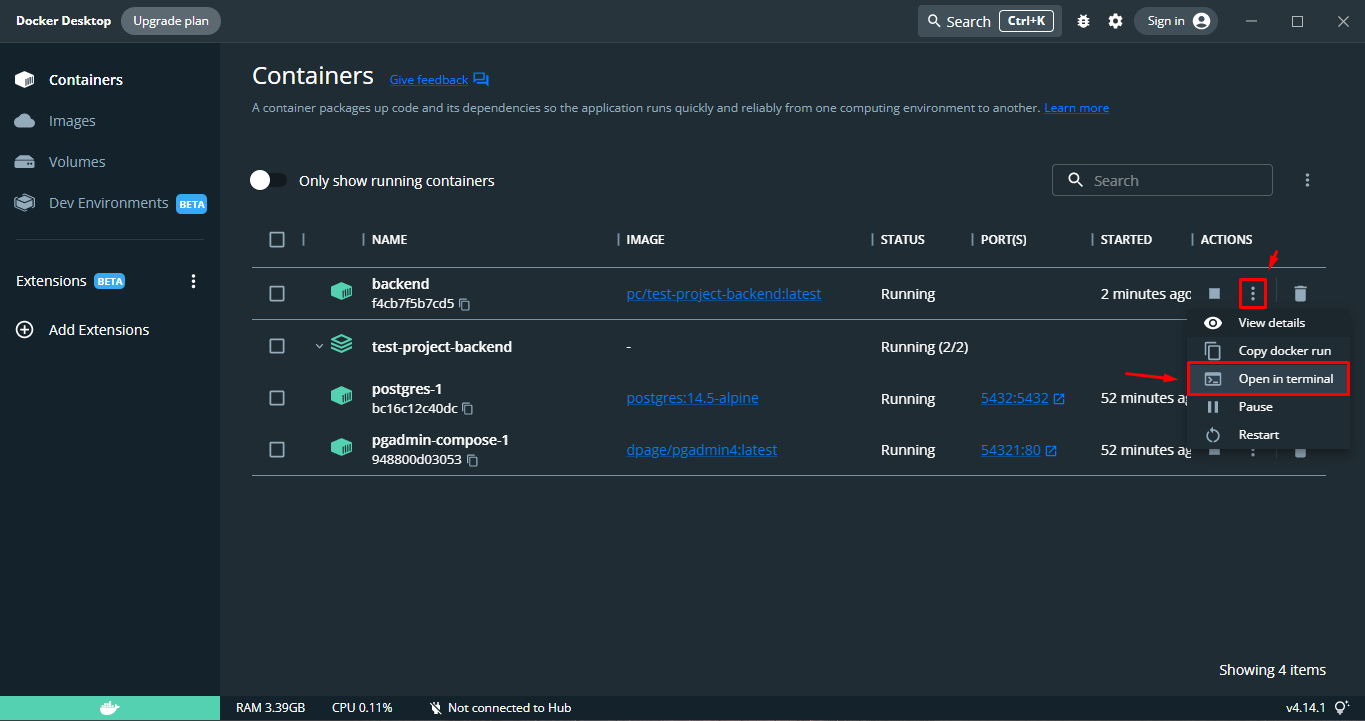 Docker Desktop Upgrade plan Search Ctrl+K Sign in
Containers
Images
Volumes
Dev Environments BETA
Extensions BETA
Add Extensions
Containers Give feedback
A container packages up code and its dependencies so the application runs quickly and reliably from one computing environment to another. Learn more
Only show running containers Search
NAME IMAGE STATUS PORT(S) STARTED ACTIONS
backend
f4cb7f5b7cd5 pc/test-project-backend:latest Running 2 minutes ago
View details
Copy docker run
Open in terminal
Pause
Restart
test-project-backend - Running (2/2)
postgres-1
bc16c12c40dc postgres:14.5-alpine Running 5432:5432 52 minutes ag
pgadmin-compose-1
948800d03053 dpage/pgadmin4:latest Running 54321:80 52 minutes ag
Showing 4 items
RAM 3.39GB CPU 0.11% Not connected to Hub v4.14.1